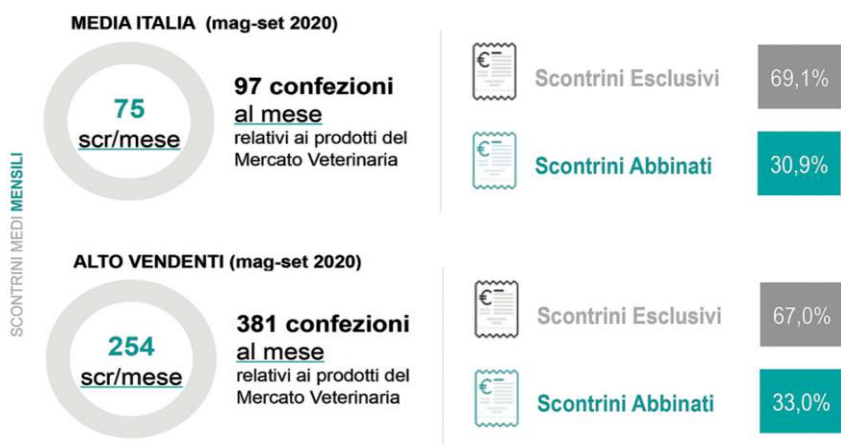 MEDIA ITALIA (mag-set 2020)
75
scr/mese
97 confezioni
al mese
relativi ai prodotti del
Mercato Veterinaria
€
Scontrini Esclusivi
69,1%
€
Scontrini Abbinati
30,9%
SCONTRINI MEDI MENSILI
ALTO VENDENTI (mag-set 2020)
254
scr/mese
381 confezioni
al mese
relativi ai prodotti del
Mercato Veterinaria
€
Scontrini Esclusivi
67,0%
€
Scontrini Abbinati
33,0%